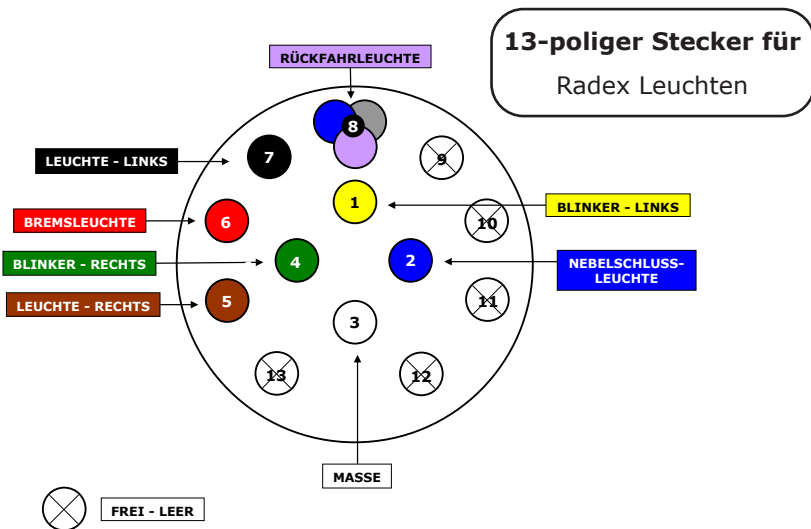 13-poliger Stecker für
Radex Leuchten
RÜCKFAHRLEUCHTE
8
7
9
LEUCHTE - LINKS
1
BLINKER - LINKS
BREMSLEUCHTE
6
10
BLINKER - RECHTS
4
2
NEBELSCHLUSS-
LEUCHTE
LEUCHTE - RECHTS
5
11
3
13
12
MASSE
FREI - LEER